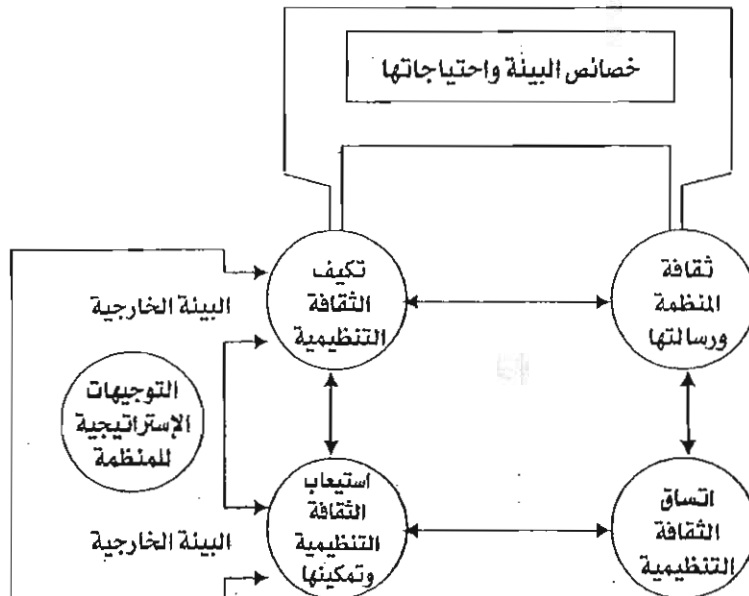 خصائص البيئة واحتياجاتها
ثقافة
المنظمة
ورسالتها
تكيف
الثقافة
التنظيمية
البيئة الخارجية
التوجيهات
الإستراتيجية
للمنظمة
اتساق
الثقافة
التنظيمية
استيعاب
الثقافة
التنظيمية
وتمكينها
البيئة الخارجية